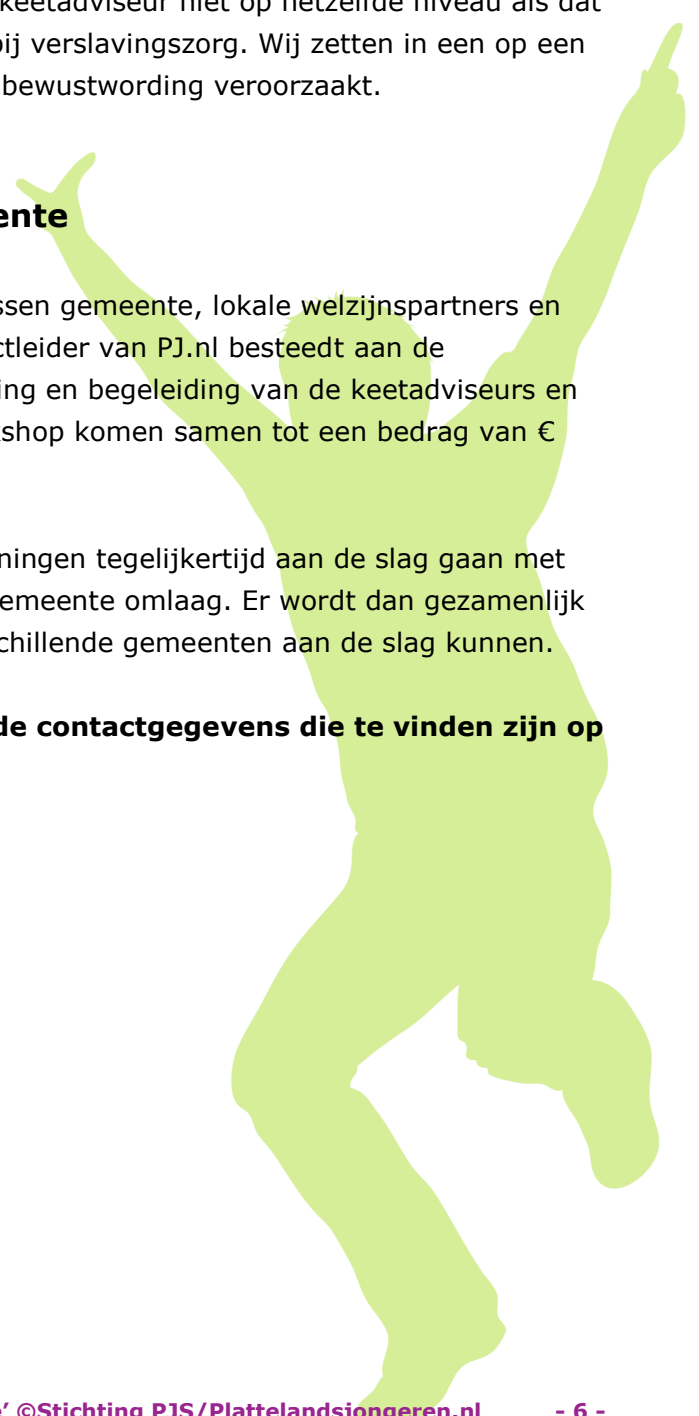 keetadviseur niet op hetzelfde niveau als dat
bij verslavingszorg. Wij zetten in een op een
bewustwording veroorzaakt.
ente
ssen gemeente, lokale welzijnspartners en
ctleider van PJ.nl besteedt aan de
ing en begeleiding van de keetadviseurs en
kshop komen samen tot een bedrag van €
ningen tegelijkertijd aan de slag gaan met
gemeente omlaag. Er wordt dan gezamenlijk
chillende gemeenten aan de slag kunnen.
de contactgegevens die te vinden zijn op
e’ ©Stichting PJS/Plattelandsjongeren.nl - 6 -